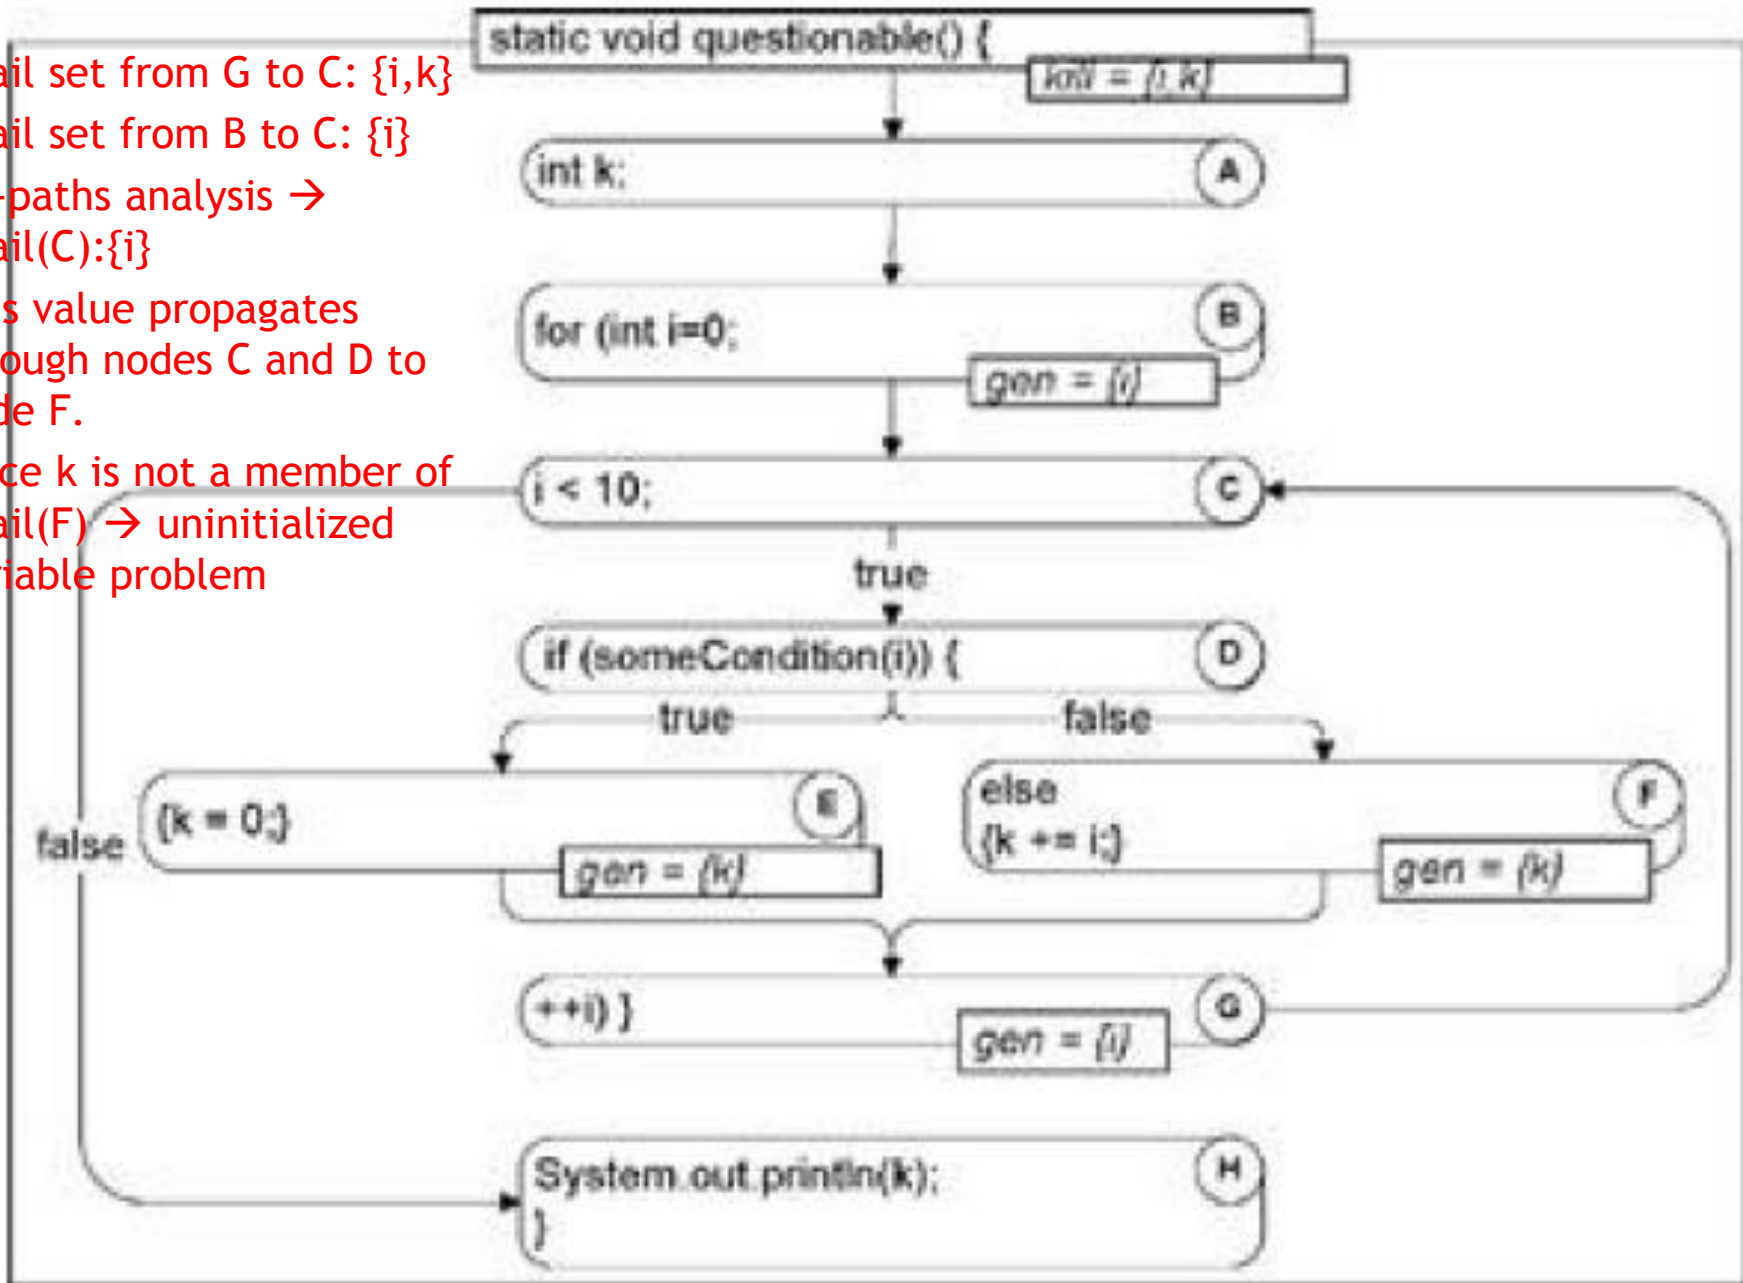 static void questionable() {
kill = {i, k}
ail set from G to C: {i,k}
ail set from B to C: {i}
-paths analysis →
ail(C):{i}
s value propagates
ough nodes C and D to
de F.
ce k is not a member of
ail(F) → uninitialized
riable problem
int k;
A
for (int i=0;
B
gen = {i}
i < 10;
C
true
if (someCondition(i)) {
D
true
false
{k = 0;}
E
gen = {k}
else
F
{k += i;}
gen = {k}
false
++i) }
G
gen = {i}
System.out.println(k);
H
}